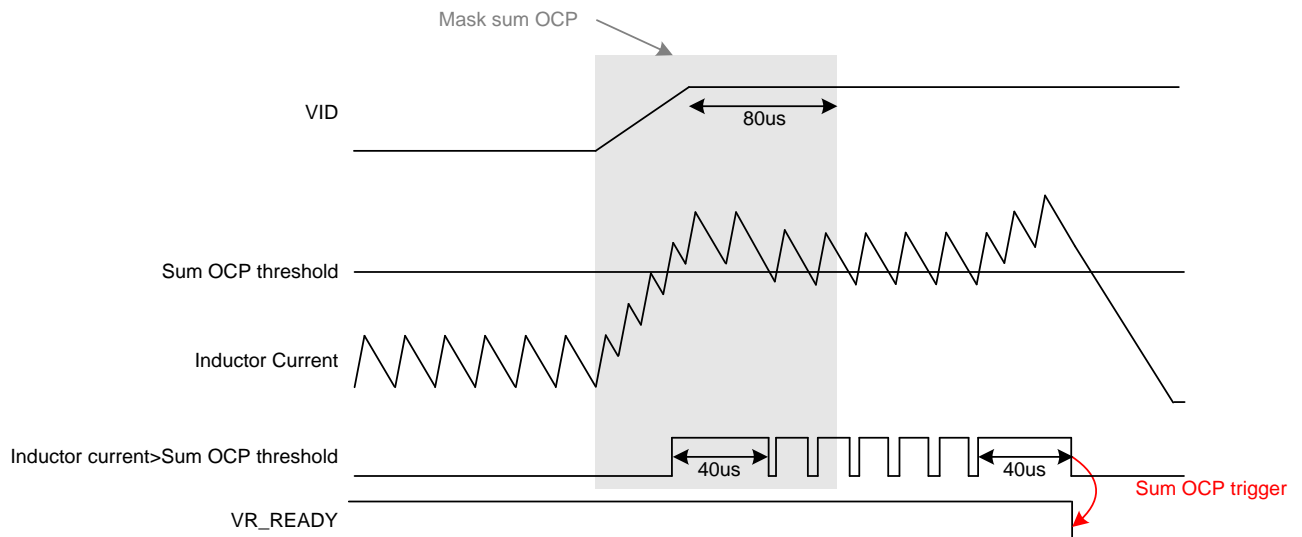 Mask sum OCP
VID
80us
Sum OCP threshold
Inductor Current
Inductor current>Sum OCP threshold
40us
40us
Sum OCP trigger
VR_READY